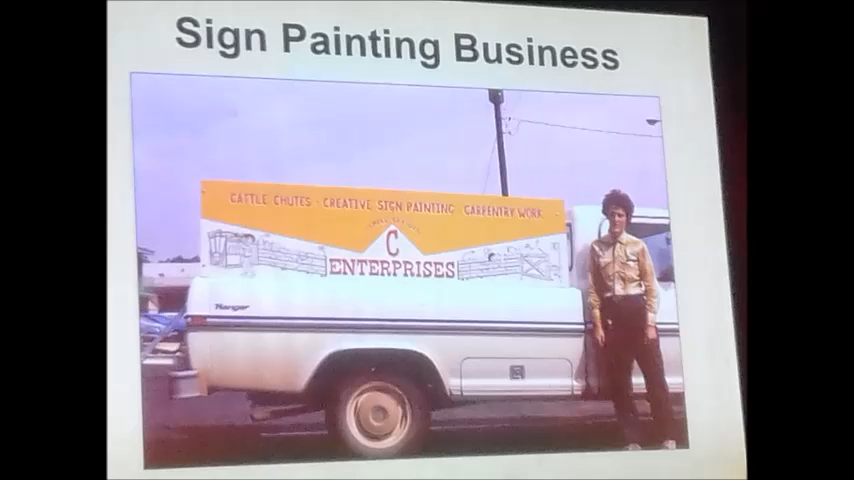 Sign Painting Business
CATTLE CHUTES · CREATIVE SIGN PAINTING · CARPENTRY WORK
C
ENTERPRISES
Ranger